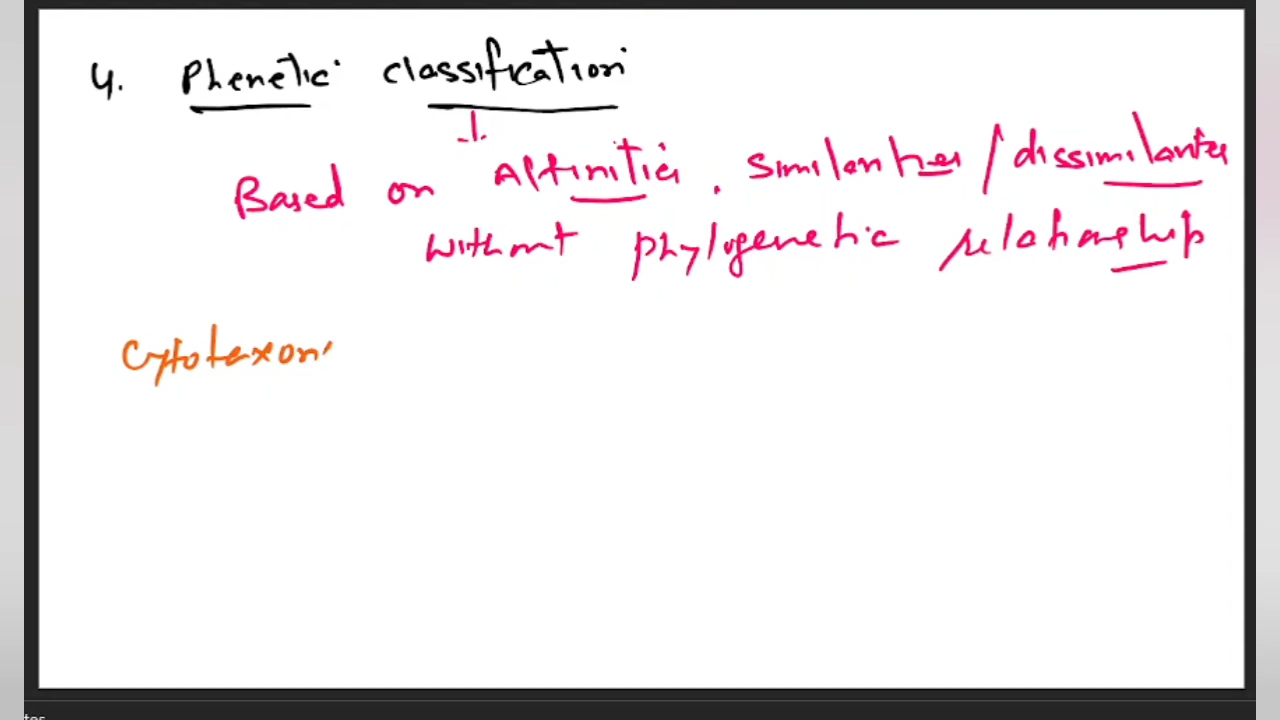 4. Phenetic classification
Based on Affinities, Similarities / dissimilarities
without phylogenetic relationship
Cytotaxon